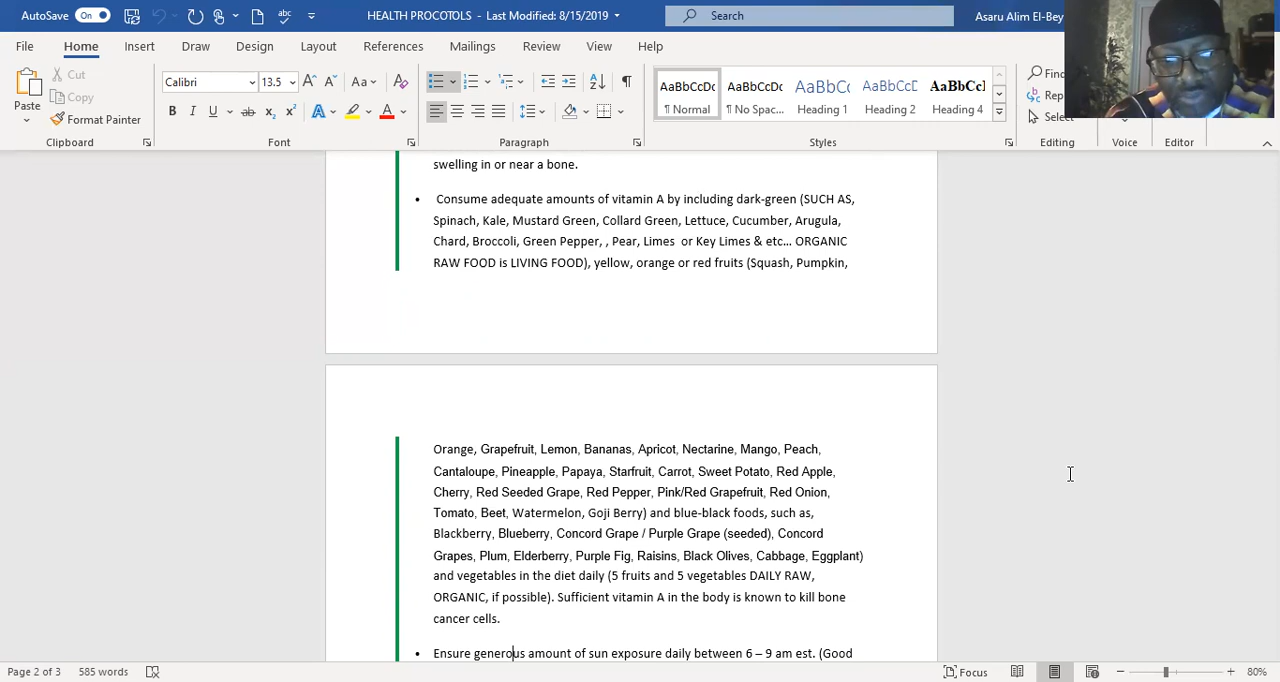 AutoSave On HEALTH PROCOTOLS - Last Modified: 8/15/2019 Search Asaru Alim El-Bey
File Home Insert Draw Design Layout References Mailings Review View Help
Cut Calibri 13.5 Aa AaBbCcDc AaBbCcDc AaBbCc AaBbCcD AaBbCcI
Paste Copy B I U ab x₂ x² A A ¶ Normal ¶ No Spac... Heading 1 Heading 2 Heading 4
Format Painter Select
Clipboard Font Paragraph Styles Editing Voice Editor
swelling in or near a bone.
• Consume adequate amounts of vitamin A by including dark-green (SUCH AS,
Spinach, Kale, Mustard Green, Collard Green, Lettuce, Cucumber, Arugula,
Chard, Broccoli, Green Pepper, , Pear, Limes or Key Limes & etc... ORGANIC
RAW FOOD is LIVING FOOD), yellow, orange or red fruits (Squash, Pumpkin,
Orange, Grapefruit, Lemon, Bananas, Apricot, Nectarine, Mango, Peach,
Cantaloupe, Pineapple, Papaya, Starfruit, Carrot, Sweet Potato, Red Apple,
Cherry, Red Seeded Grape, Red Pepper, Pink/Red Grapefruit, Red Onion,
Tomato, Beet, Watermelon, Goji Berry) and blue-black foods, such as,
Blackberry, Blueberry, Concord Grape / Purple Grape (seeded), Concord
Grapes, Plum, Elderberry, Purple Fig, Raisins, Black Olives, Cabbage, Eggplant)
and vegetables in the diet daily (5 fruits and 5 vegetables DAILY RAW,
ORGANIC, if possible). Sufficient vitamin A in the body is known to kill bone
cancer cells.
• Ensure generous amount of sun exposure daily between 6 – 9 am est. (Good
Page 2 of 3 585 words Focus 80%